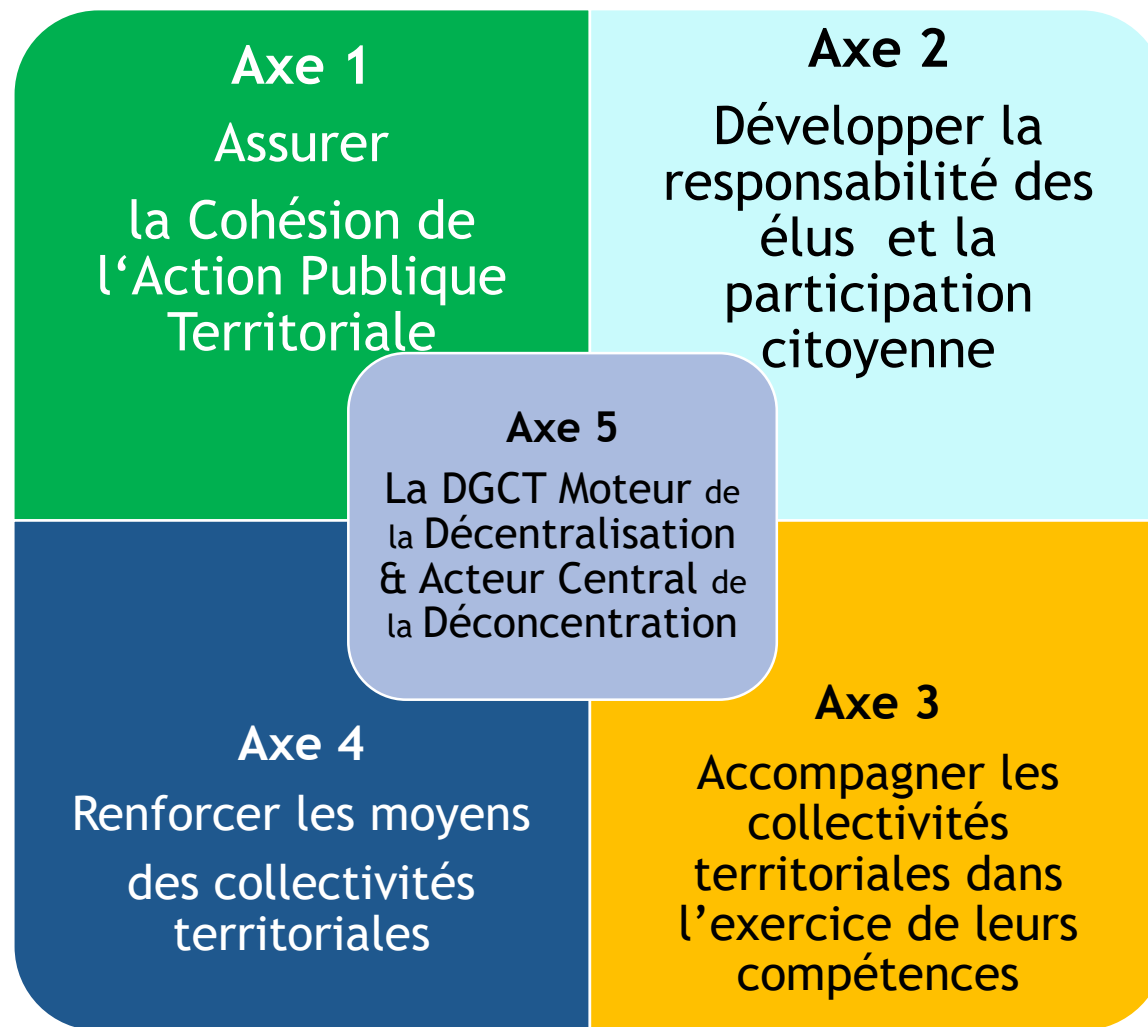 Axe 1
Assurer
la Cohésion de
l‘Action Publique
Territoriale
Axe 2
Développer la
responsabilité des
élus et la
participation
citoyenne
Axe 5
La DGCT Moteur de
la Décentralisation
& Acteur Central de
la Déconcentration
Axe 4
Renforcer les moyens
des collectivités
territoriales
Axe 3
Accompagner les
collectivités
territoriales dans
l’exercice de leurs
compétences